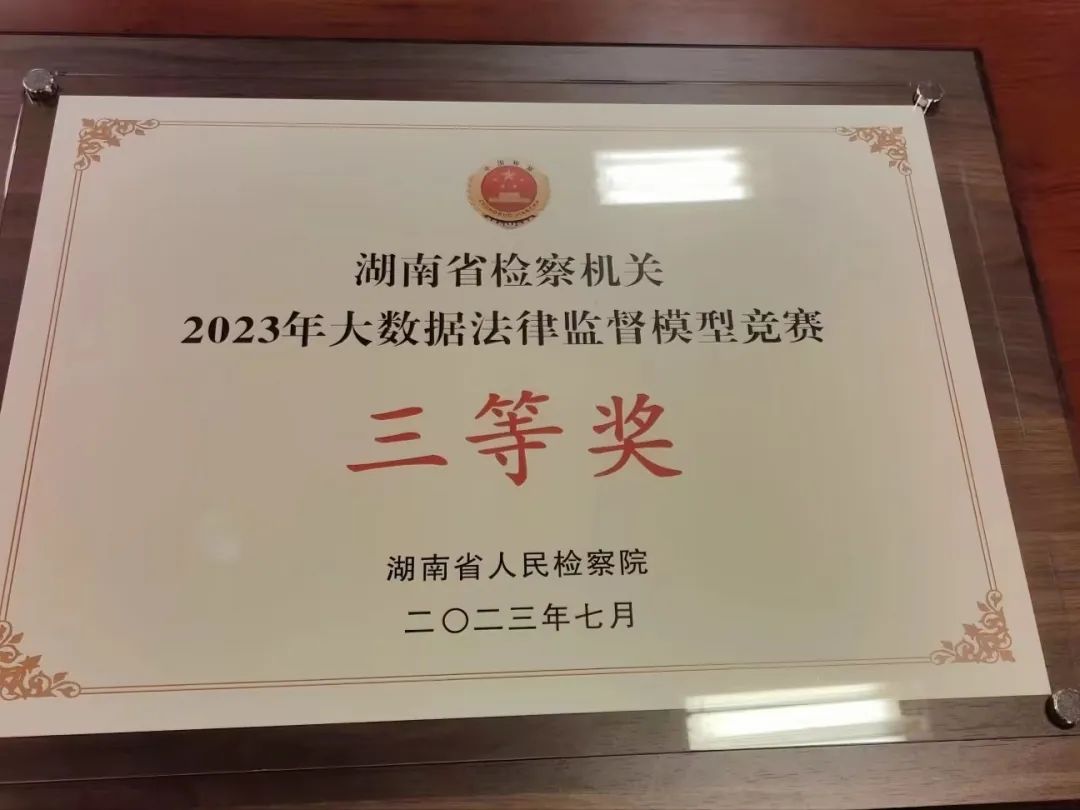 湖南省检察机关
2023年大数据法律监督模型竞赛
三等奖
湖南省人民检察院
二〇二三年七月